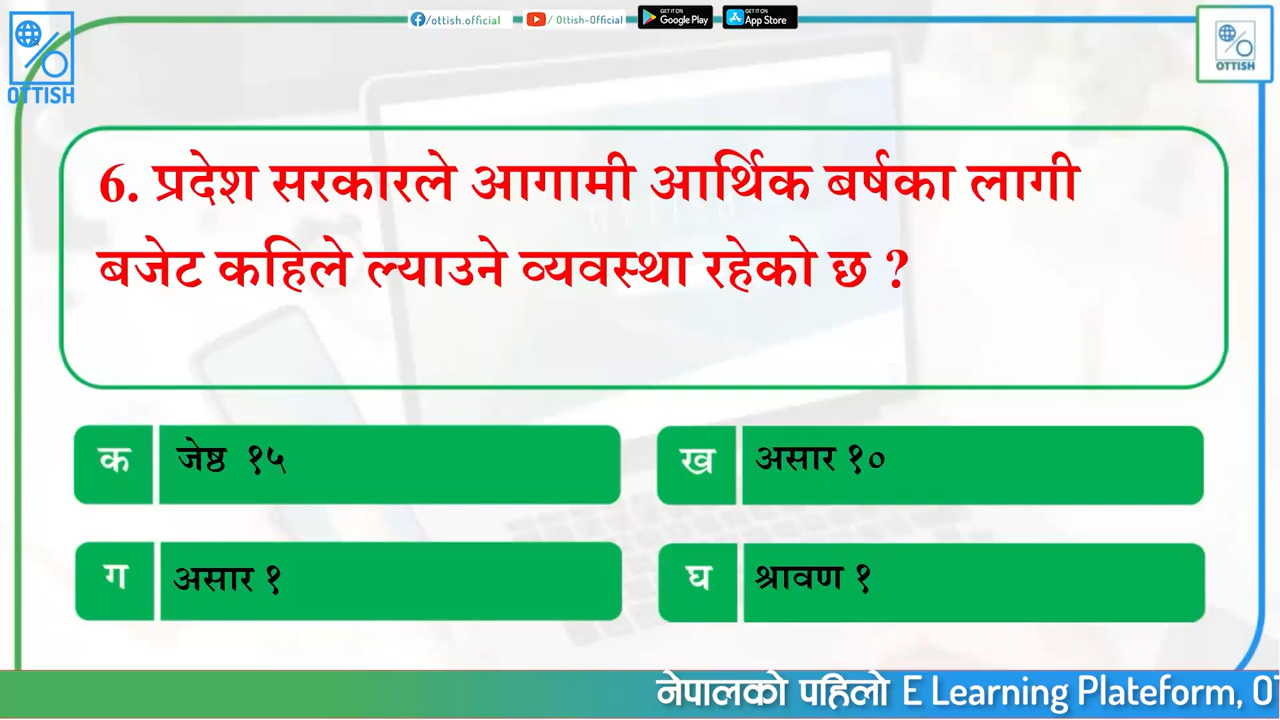 OTTISH
/ottish.official
/ Ottish-Official
GET IT ON
Google Play
GET IT ON
App Store
OTTISH
6. प्रदेश सरकारले आगामी आर्थिक बर्षका लागी
बजेट कहिले ल्याउने व्यवस्था रहेको छ ?
क जेष्ठ १५
ख असार १०
ग असार १
घ श्रावण १
नेपालको पहिलो E Learning Plateform, OT